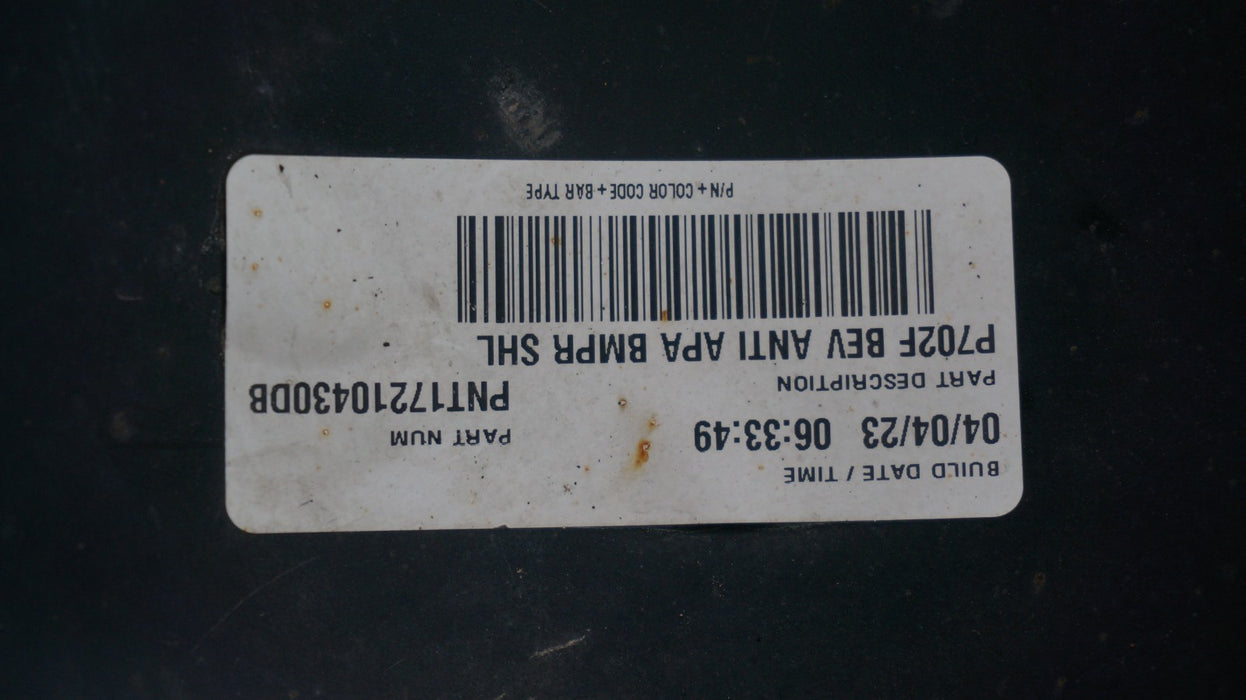 BUILD DATE / TIME
04/04/23 06:33:49
PART NUM
PNT17210430DB
PART DESCRIPTION
P702F BEV ANTI APA BMPR SHL
P/N + COLOR CODE + BAR TYPE